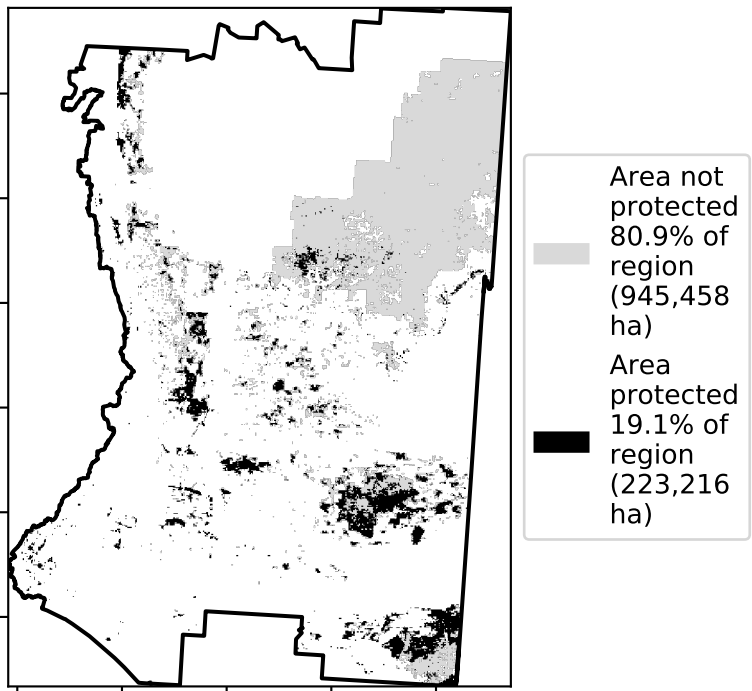 Area not
protected
80.9% of
region
(945,458
ha)
Area
protected
19.1% of
region
(223,216
ha)